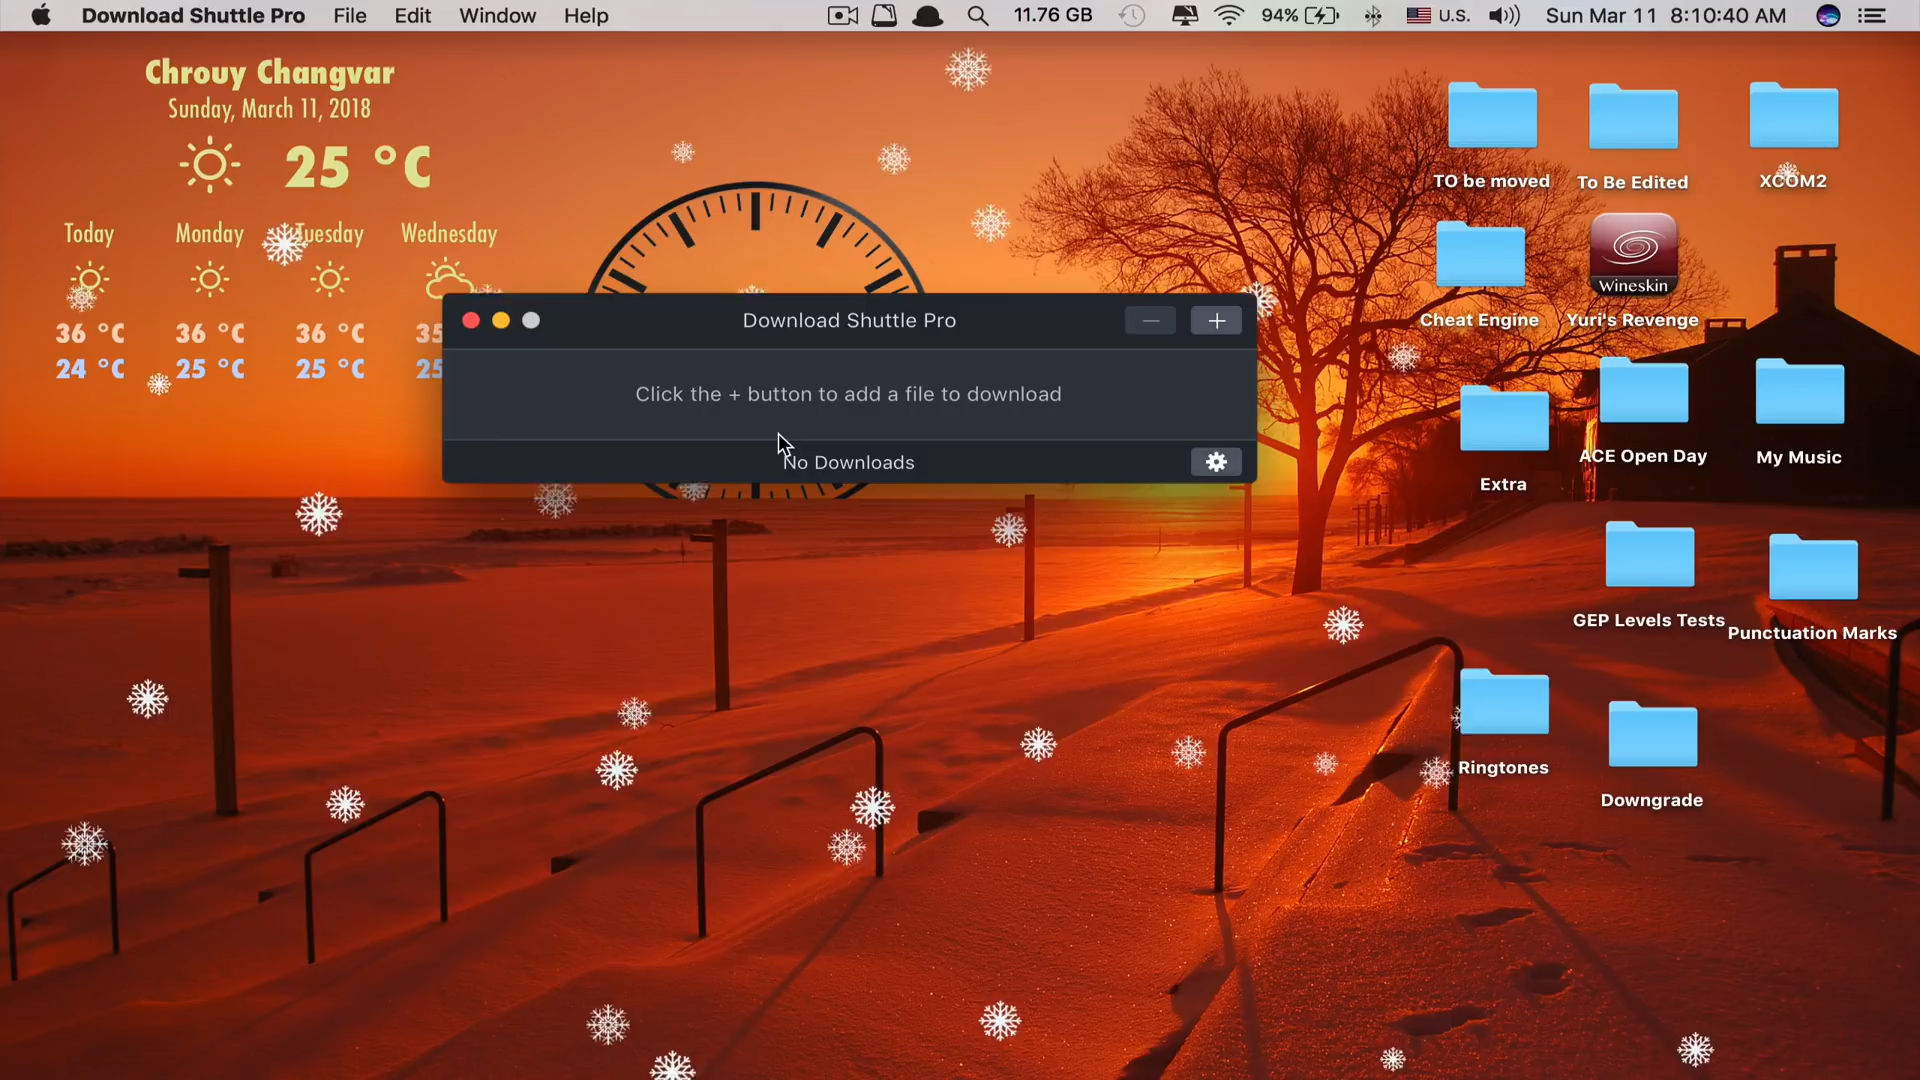 Download Shuttle Pro File Edit Window Help 11.76 GB 94% U.S. Sun Mar 11 8:10:40 AM
Chrouy Changvar
Sunday, March 11, 2018
25 °C
Today Monday Tuesday Wednesday
36 °C 36 °C 36 °C 35
24 °C 25 °C 25 °C 25
Download Shuttle Pro
Click the + button to add a file to download
No Downloads
TO be moved
To Be Edited
XCOM2
Cheat Engine
Wineskin
Yuri's Revenge
Extra
ACE Open Day
My Music
GEP Levels Tests
Punctuation Marks
Ringtones
Downgrade